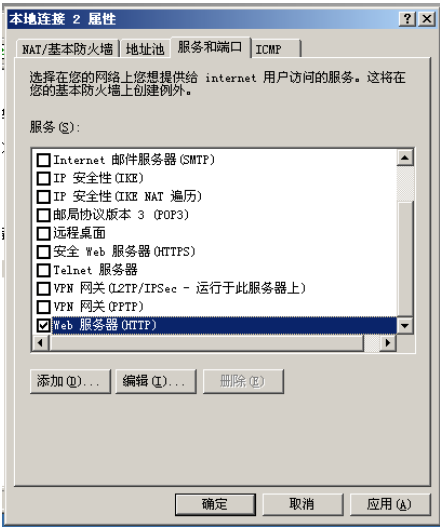 本地连接 2 属性
NAT/基本防火墙 地址池 服务和端口 ICMP
选择在您的网络上您想提供给 internet 用户访问的服务。这将在
您的基本防火墙上创建例外。
服务(S):
Internet 邮件服务器(SMTP)
IP 安全性(IKE)
IP 安全性(IKE NAT 遍历)
邮局协议版本 3 (POP3)
远程桌面
安全 Web 服务器(HTTPS)
Telnet 服务器
VPN 网关(L2TP/IPSec - 运行于此服务器上)
VPN 网关(PPTP)
Web 服务器(HTTP)
添加(D)... 编辑(I)... 删除(E)
确定 取消 应用(A)